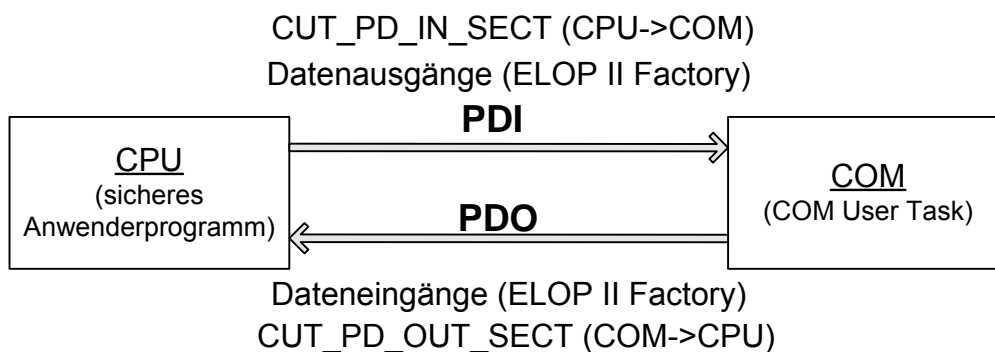 CUT_PD_IN_SECT (CPU->COM)
Datenausgänge (ELOP II Factory)
PDI
CPU
(sicheres
Anwenderprogramm)
COM
(COM User Task)
PDO
Dateneingänge (ELOP II Factory)
CUT_PD_OUT_SECT (COM->CPU)